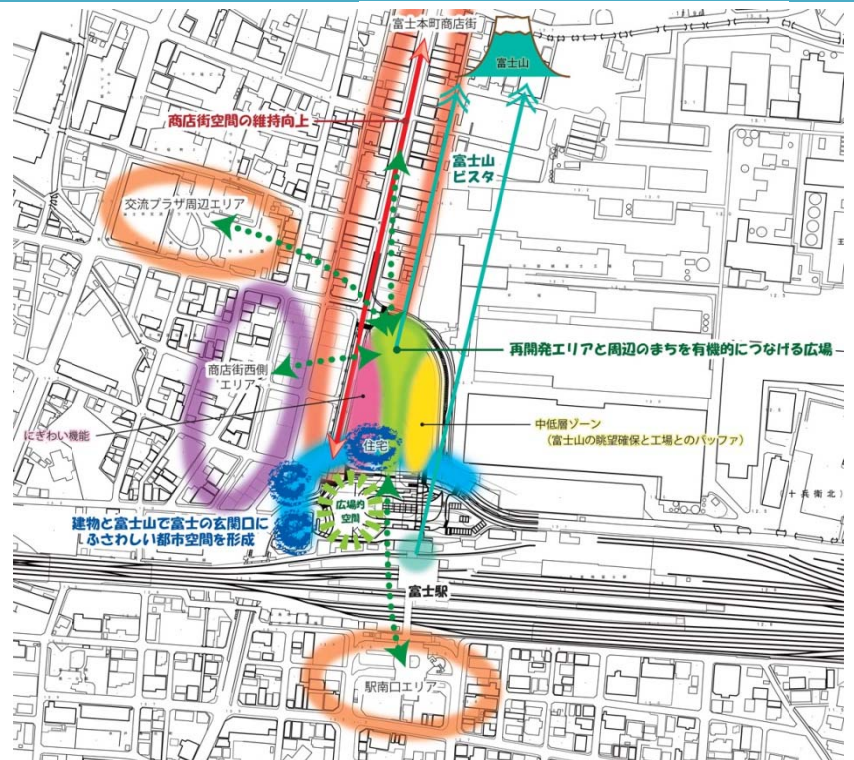 富士本町商店街
富士山
商店街空間の維持向上
富士山
ビスタ
交流プラザ周辺エリア
再開発エリアと周辺のまちを有機的につなげる広場
商店街西側
エリア
にぎわい機能
中低層ゾーン
(富士山の眺望確保と工場とのバッファ)
住宅
(十兵衛北)
広場的
空間
建物と富士山で富士の玄関口に
ふさわしい都市空間を形成
富士駅
駅南口エリア